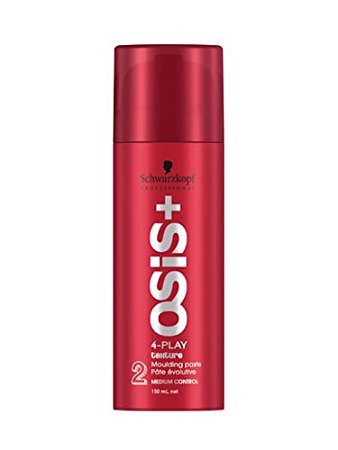 Schwarzkopf
PROFESSIONAL
OSiS+
4-PLAY
texture
2
Moulding paste
Pâte évolutive
MEDIUM CONTROL
150 mL net